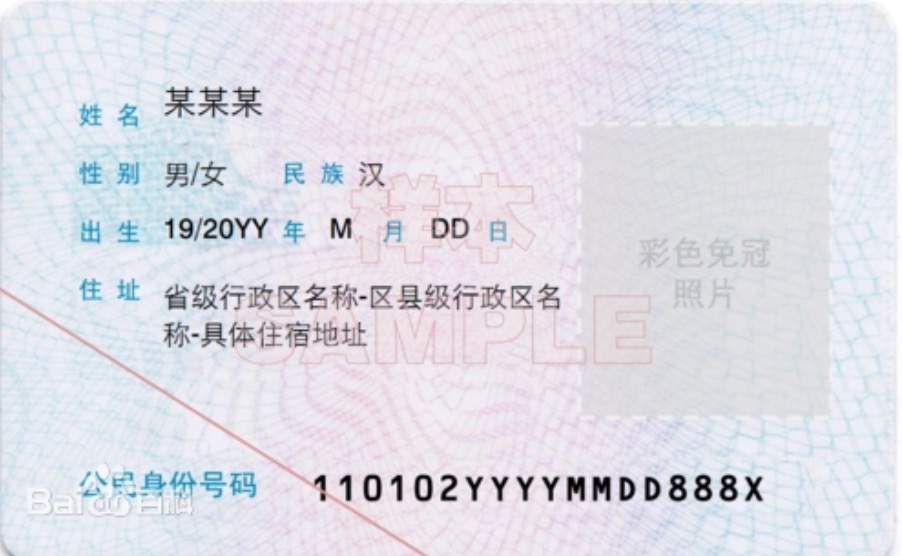 姓名 某某某
性别 男/女 民族 汉
样本
出生 19/20YY 年 M 月 DD 日
彩色免冠
照片
住址 省级行政区名称-区县级行政区名
称-具体住宿地址
SAMPLE
公民身份号码 110102YYYYMMDD888X
Baidu百科